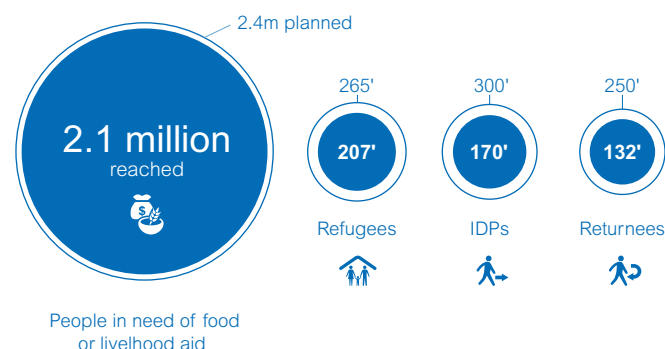 2.4m planned
2.1 million
reached
$
People in need of food
or livelhood aid
265'
207'
Refugees
300'
170'
IDPs
250'
132'
Returnees